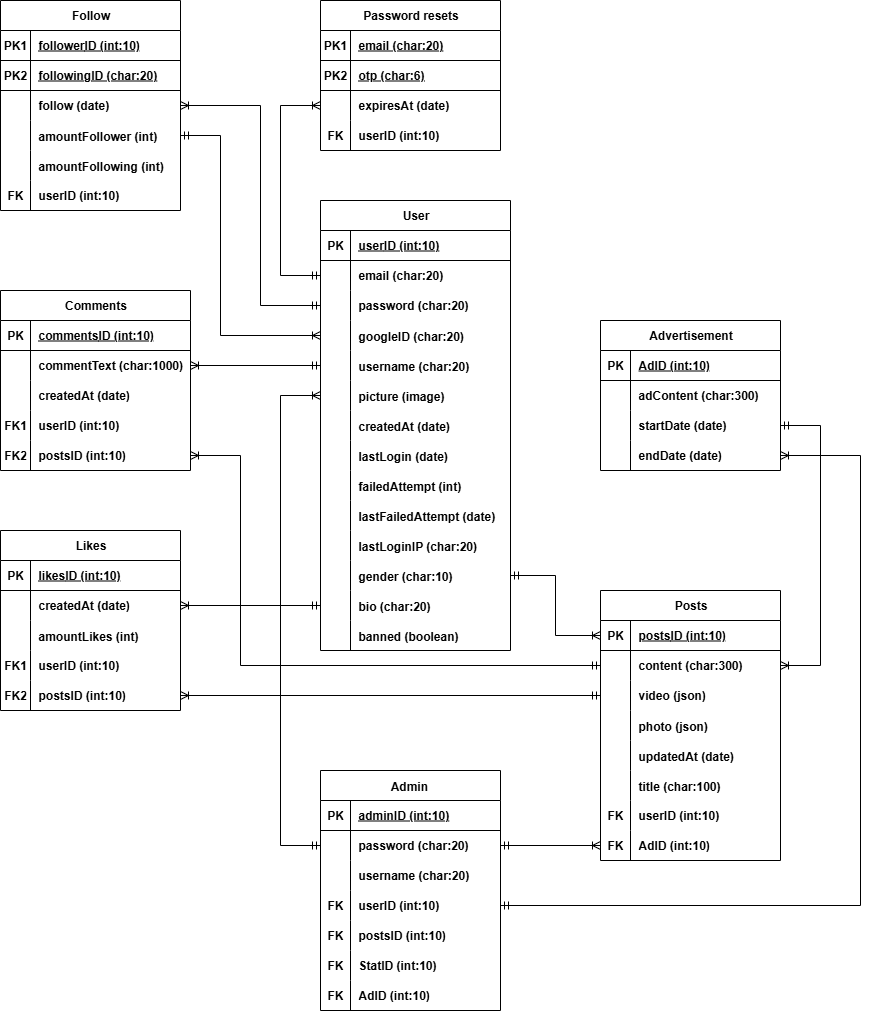 Follow
PK1 followerID (int:10)
PK2 followingID (char:20)
follow (date)
amountFollower (int)
amountFollowing (int)
FK userID (int:10)
Password resets
PK1 email (char:20)
PK2 otp (char:6)
expiresAt (date)
FK userID (int:10)
User
PK userID (int:10)
email (char:20)
password (char:20)
googleID (char:20)
username (char:20)
picture (image)
createdAt (date)
lastLogin (date)
failedAttempt (int)
lastFailedAttempt (date)
lastLoginIP (char:20)
gender (char:10)
bio (char:20)
banned (boolean)
Comments
PK commentsID (int:10)
commentText (char:1000)
createdAt (date)
FK1 userID (int:10)
FK2 postsID (int:10)
Advertisement
PK AdID (int:10)
adContent (char:300)
startDate (date)
endDate (date)
Likes
PK likesID (int:10)
createdAt (date)
amountLikes (int)
FK1 userID (int:10)
FK2 postsID (int:10)
Posts
PK postsID (int:10)
content (char:300)
video (json)
photo (json)
updatedAt (date)
title (char:100)
FK userID (int:10)
FK AdID (int:10)
Admin
PK adminID (int:10)
password (char:20)
username (char:20)
FK userID (int:10)
FK postsID (int:10)
FK StatID (int:10)
FK AdID (int:10)